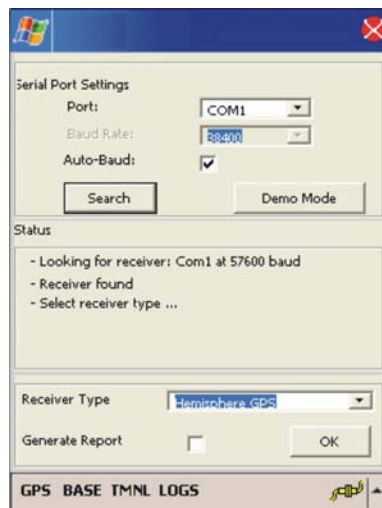 Serial Port Settings
Port: COM1
Baud Rate: 38400
Auto-Baud:
Search Demo Mode
Status
- Looking for receiver: Com1 at 57600 baud
- Receiver found
- Select receiver type ...
Receiver Type Hemisphere GPS
Generate Report OK
GPS BASE TMNL LOGS